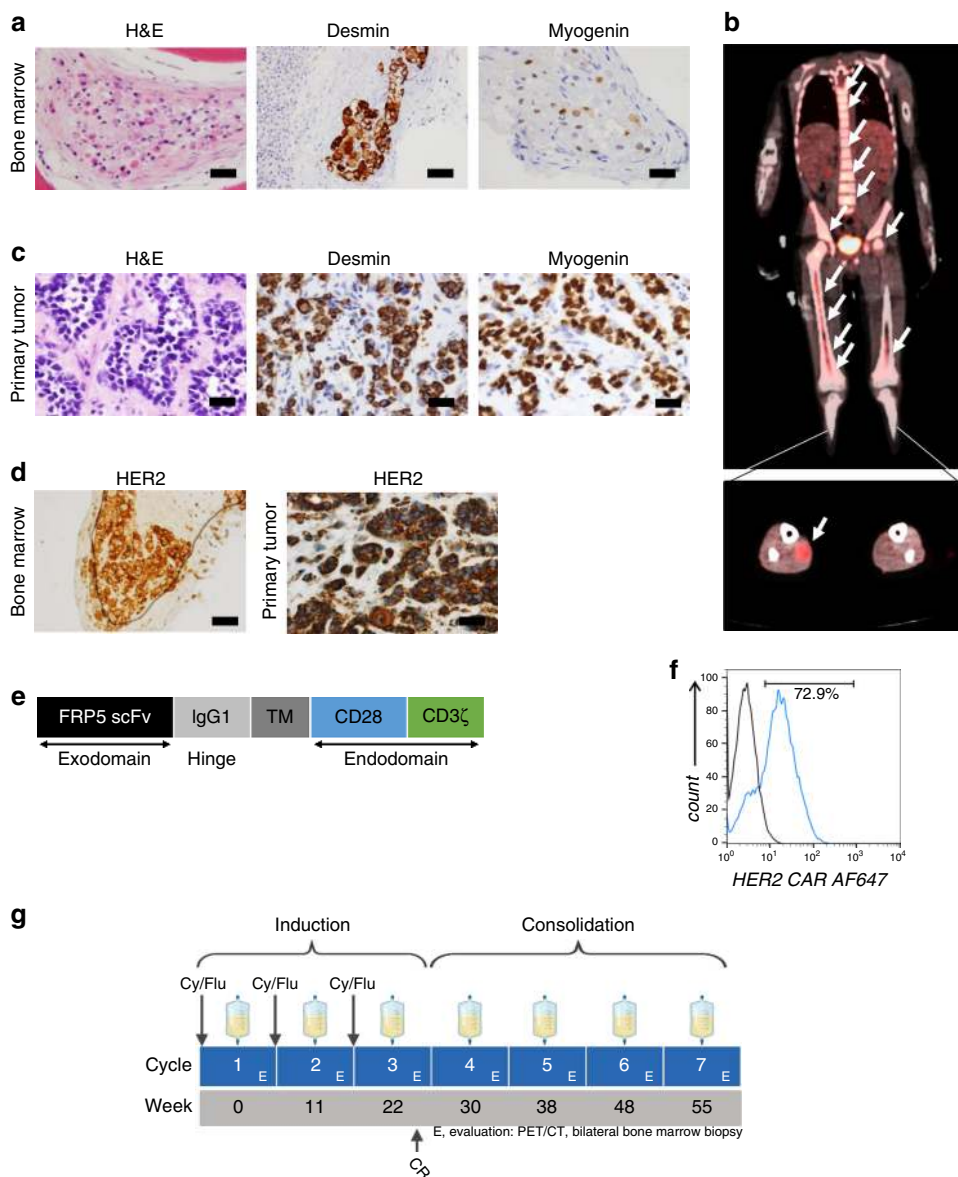 a
H&E Desmin Myogenin
Bone marrow
b
c
H&E Desmin Myogenin
Primary tumor
d
HER2 HER2
Bone marrow
Primary tumor
e
FRP5 scFv IgG1 TM CD28 CD3ζ
Exodomain Hinge Endodomain
f
100
80
60
40
20
0
count
72.9%
10⁰ 10¹ 10² 10³ 10⁴
HER2 CAR AF647
g
Induction Consolidation
Cy/Flu Cy/Flu Cy/Flu
Cycle 1 E 2 E 3 E 4 E 5 E 6 E 7 E
Week 0 11 22 30 38 48 55
E, evaluation: PET/CT, bilateral bone marrow biopsy
CR